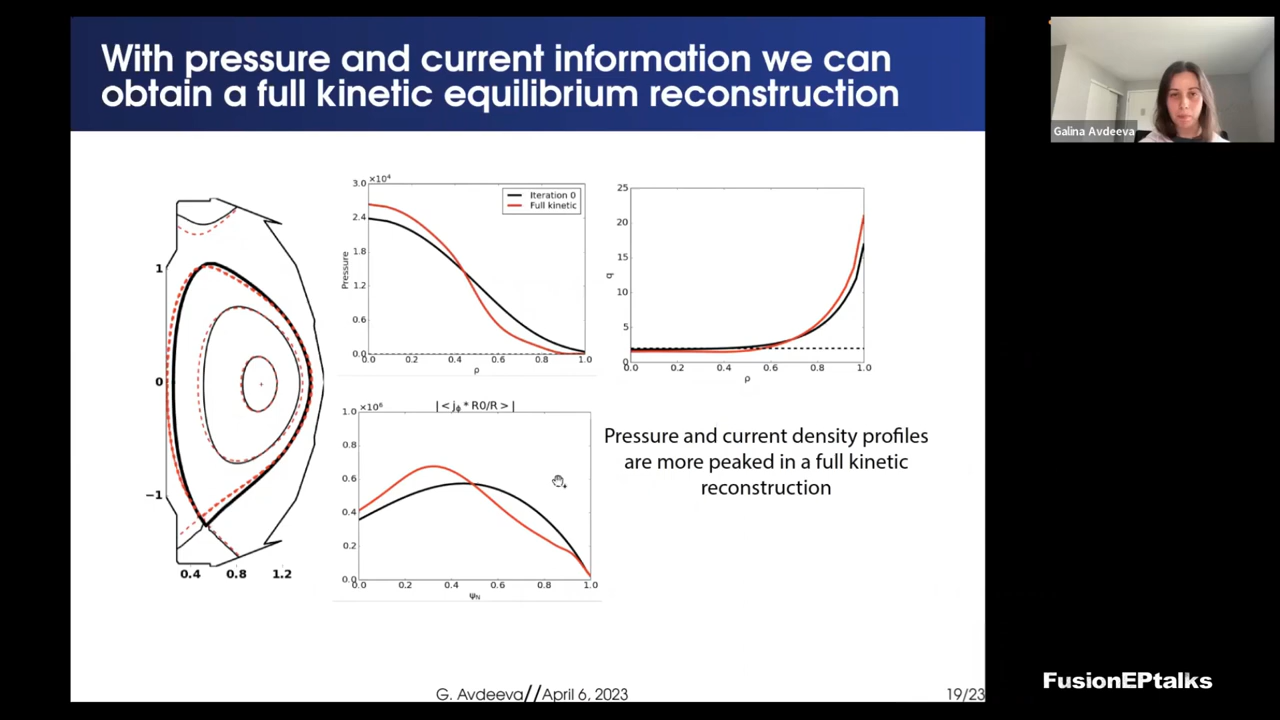 With pressure and current information we can
obtain a full kinetic equilibrium reconstruction
Galina Avdeeva
1
0
−1
0.4 0.8 1.2
×10⁴
3.0
2.4
1.8
1.2
0.6
0.0
Pressure
Iteration 0
Full kinetic
0.0 0.2 0.4 0.6 0.8 1.0
ρ
25
20
15
10
5
0
q
0.0 0.2 0.4 0.6 0.8 1.0
ρ
×10⁶
|< jϕ * R0/R >|
1.0
0.8
0.6
0.4
0.2
0.0
0.0 0.2 0.4 0.6 0.8 1.0
ψN
Pressure and current density profiles
are more peaked in a full kinetic
reconstruction
G. Avdeeva//April 6, 2023
19/23
FusionEPtalks